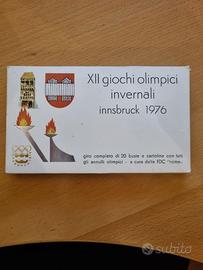 XII giochi olimpici
invernali
innsbruck 1976
giro completo di 20 buste e cartoline con tutti
gli annulli olimpici - a cura delle FDC "roma"
subito